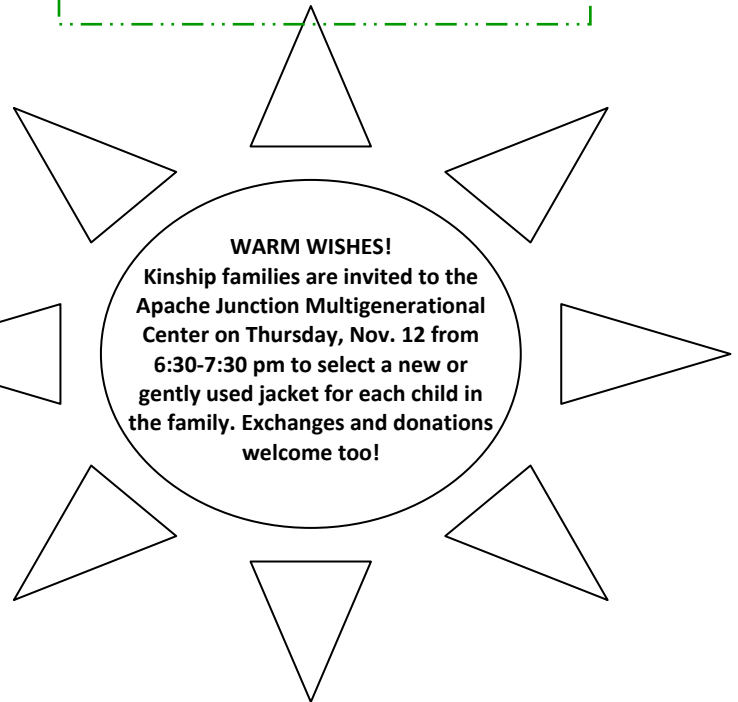 WARM WISHES!
Kinship families are invited to the
Apache Junction Multigenerational
Center on Thursday, Nov. 12 from
6:30-7:30 pm to select a new or
gently used jacket for each child in
the family. Exchanges and donations
welcome too!